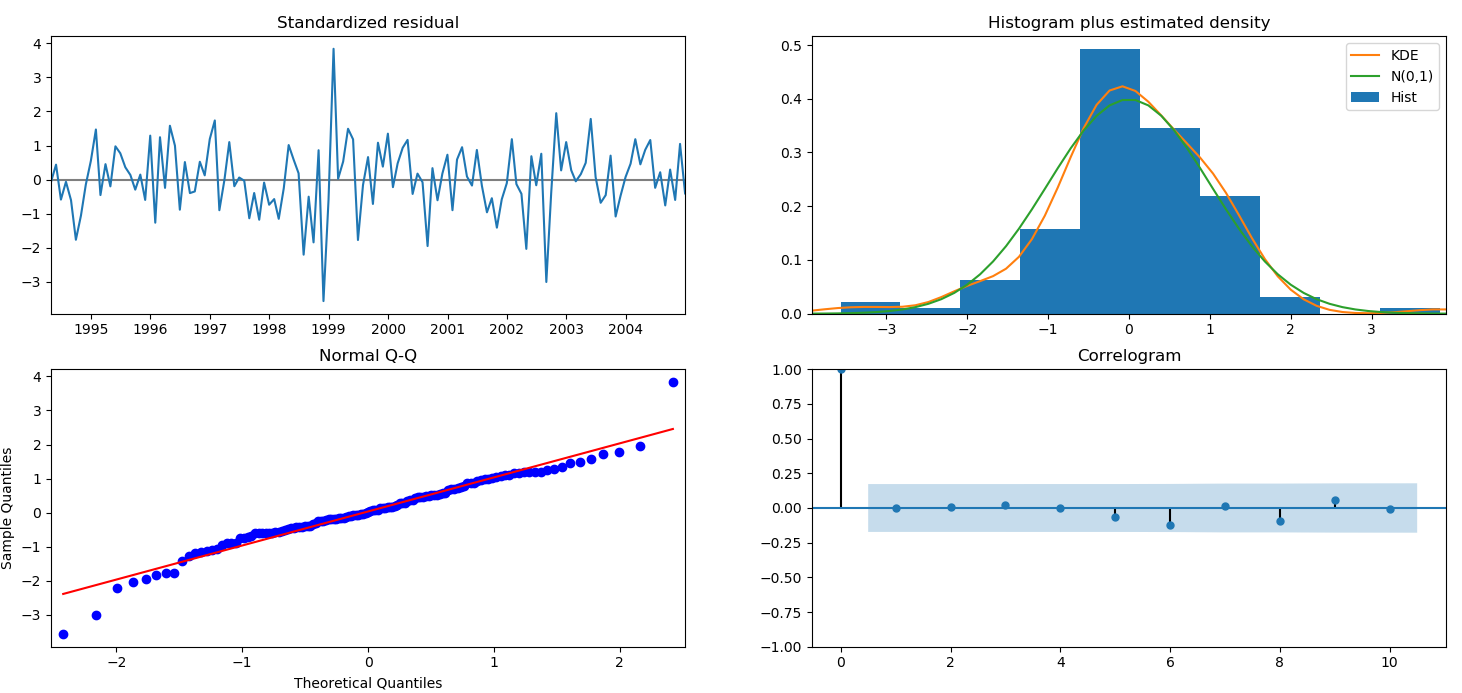 Standardized residual
4
3
2
1
0
−1
−2
−3
1995 1996 1997 1998 1999 2000 2001 2002 2003 2004
Histogram plus estimated density
0.5
0.4
0.3
0.2
0.1
0.0
−3 −2 −1 0 1 2 3
KDE
N(0,1)
Hist
Normal Q-Q
Sample Quantiles
4
3
2
1
0
−1
−2
−3
−2 −1 0 1 2
Theoretical Quantiles
Correlogram
1.00
0.75
0.50
0.25
0.00
−0.25
−0.50
−0.75
−1.00
0 2 4 6 8 10